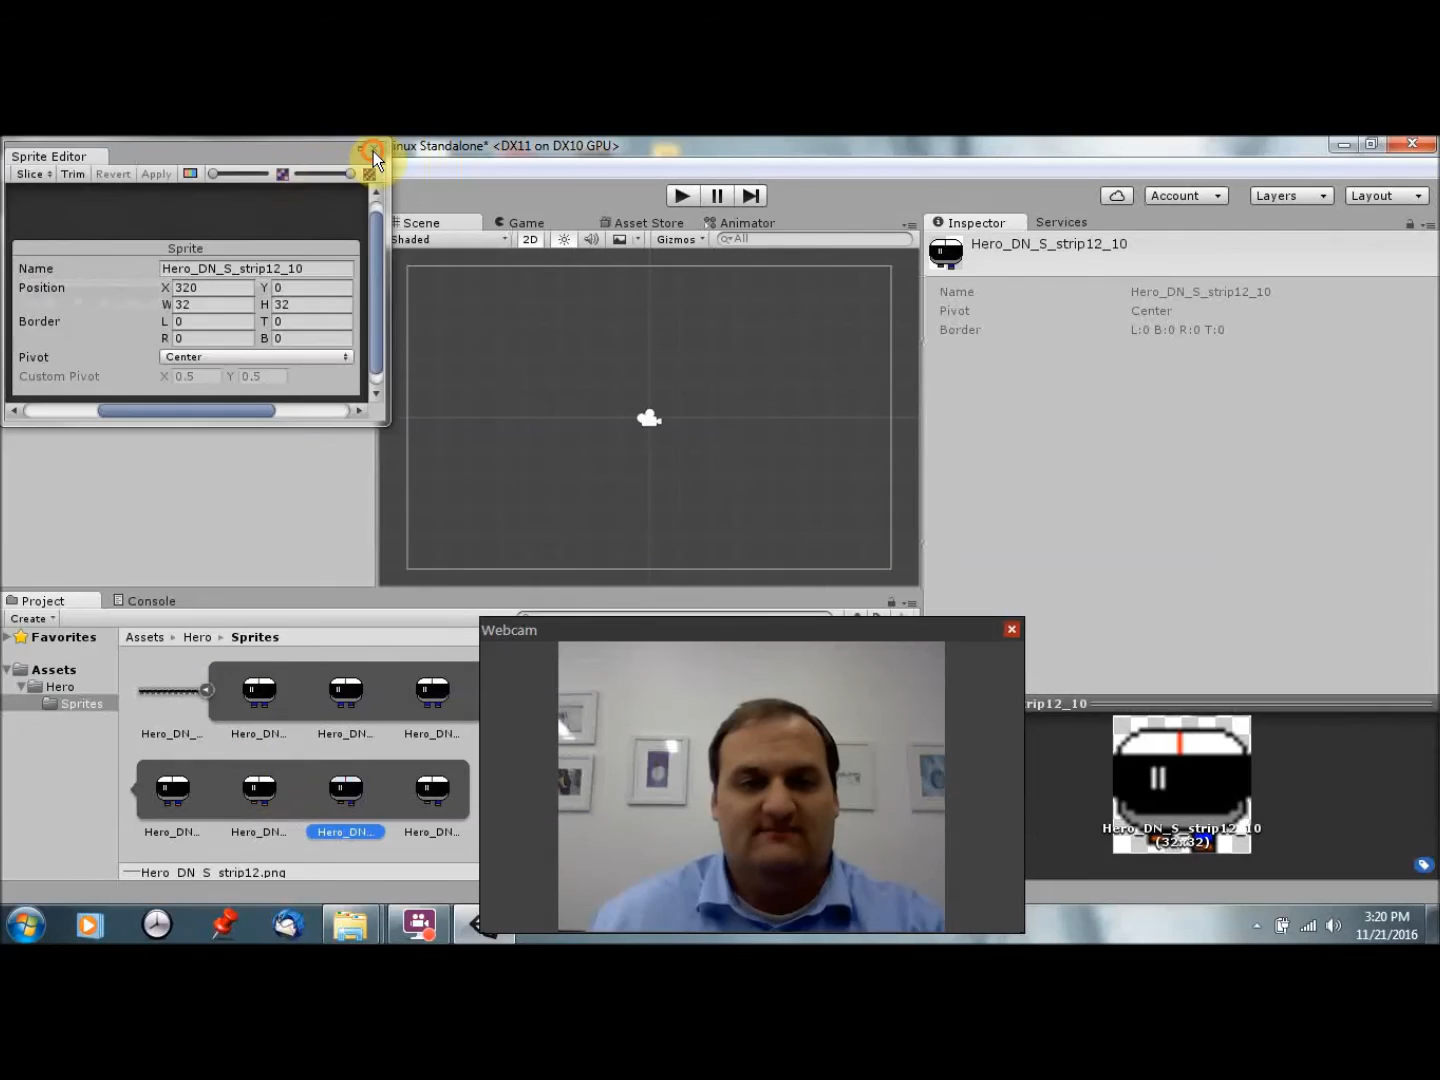 Sprite Editor
inux Standalone* <DX11 on DX10 GPU>
Slice Trim Revert Apply
Account Layers Layout
Scene Game Asset Store Animator
Inspector Services
Shaded 2D Gizmos All
Hero_DN_S_strip12_10
Sprite
Name Hero_DN_S_strip12_10
Position X 320 Y 0
W 32 H 32
Border L 0 T 0
R 0 B 0
Pivot Center
Custom Pivot X 0.5 Y 0.5
Name Hero_DN_S_strip12_10
Pivot Center
Border L:0 B:0 R:0 T:0
Project Console
Create
Favorites
Assets Hero Sprites
Assets
Hero
Sprites
Hero_DN_... Hero_DN... Hero_DN... Hero_DN...
Hero_DN... Hero_DN... Hero_DN... Hero_DN...
Hero_DN_S_strip12.png
Webcam
rip12_10
Hero_DN_S_strip12_10
(32x32)
3:20 PM
11/21/2016